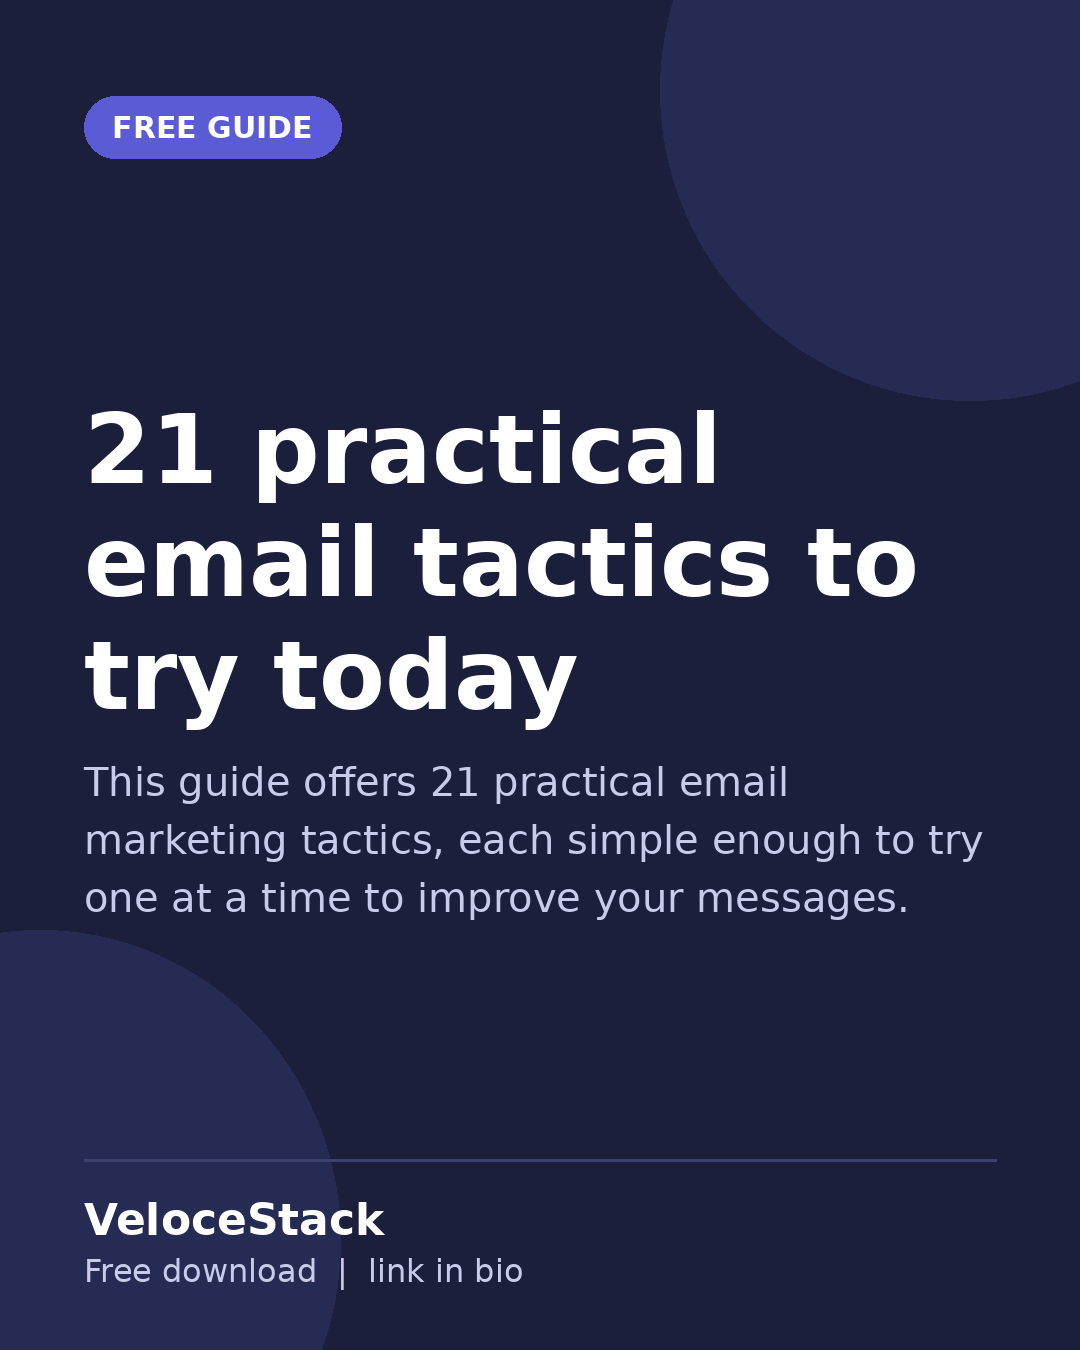 FREE GUIDE
21 practical
email tactics to
try today
This guide offers 21 practical email
marketing tactics, each simple enough to try
one at a time to improve your messages.
VeloceStack
Free download | link in bio